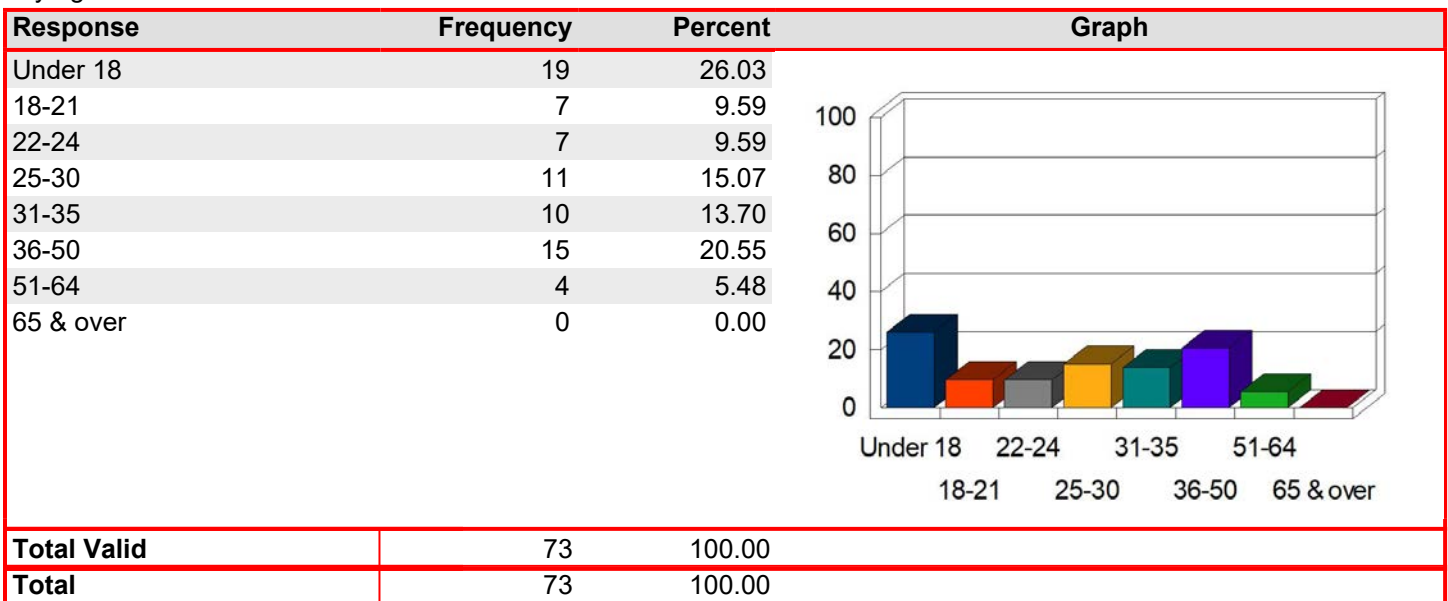 Response Frequency Percent Graph
Under 18 19 26.03
18-21 7 9.59
22-24 7 9.59
25-30 11 15.07
31-35 10 13.70
36-50 15 20.55
51-64 4 5.48
65 & over 0 0.00
100
80
60
40
20
0
Under 18 22-24 31-35 51-64
18-21 25-30 36-50 65 & over
Total Valid 73 100.00
Total 73 100.00